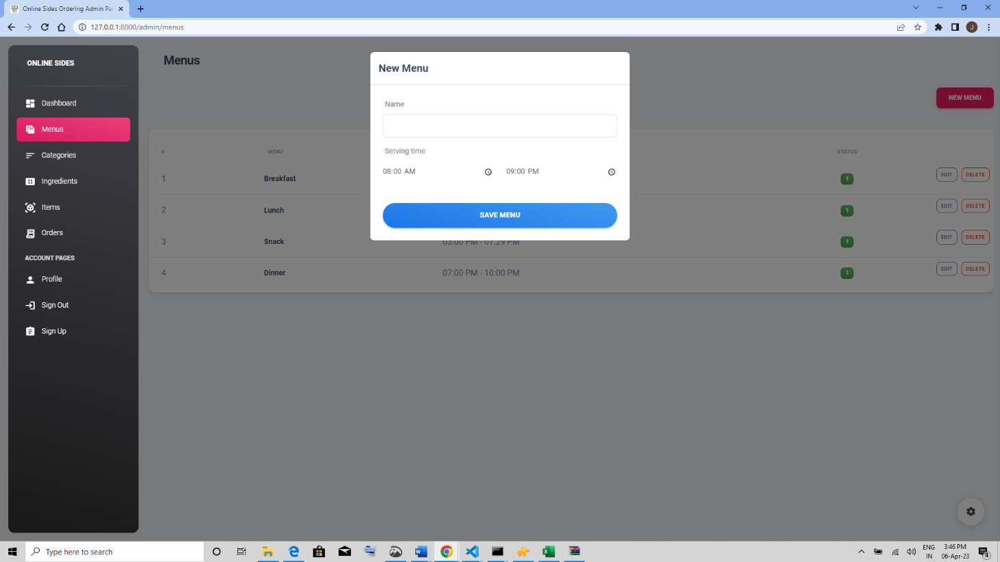 Online Sides Ordering Admin Pa
127.0.0.1:8000/admin/menus
ONLINE SIDES
Dashboard
Menus
Categories
Ingredients
Items
Orders
ACCOUNT PAGES
Profile
Sign Out
Sign Up
Menus
NEW MENU
# MENU STATUS
1 Breakfast 1 EDIT DELETE
2 Lunch 1 EDIT DELETE
3 Snack 03:00 PM - 07:29 PM 1 EDIT DELETE
4 Dinner 07:00 PM - 10:00 PM 1 EDIT DELETE
New Menu
Name
Serving time
08:00 AM 09:00 PM
SAVE MENU
Type here to search
ENG
IN
3:46 PM
06-Apr-23
4
J